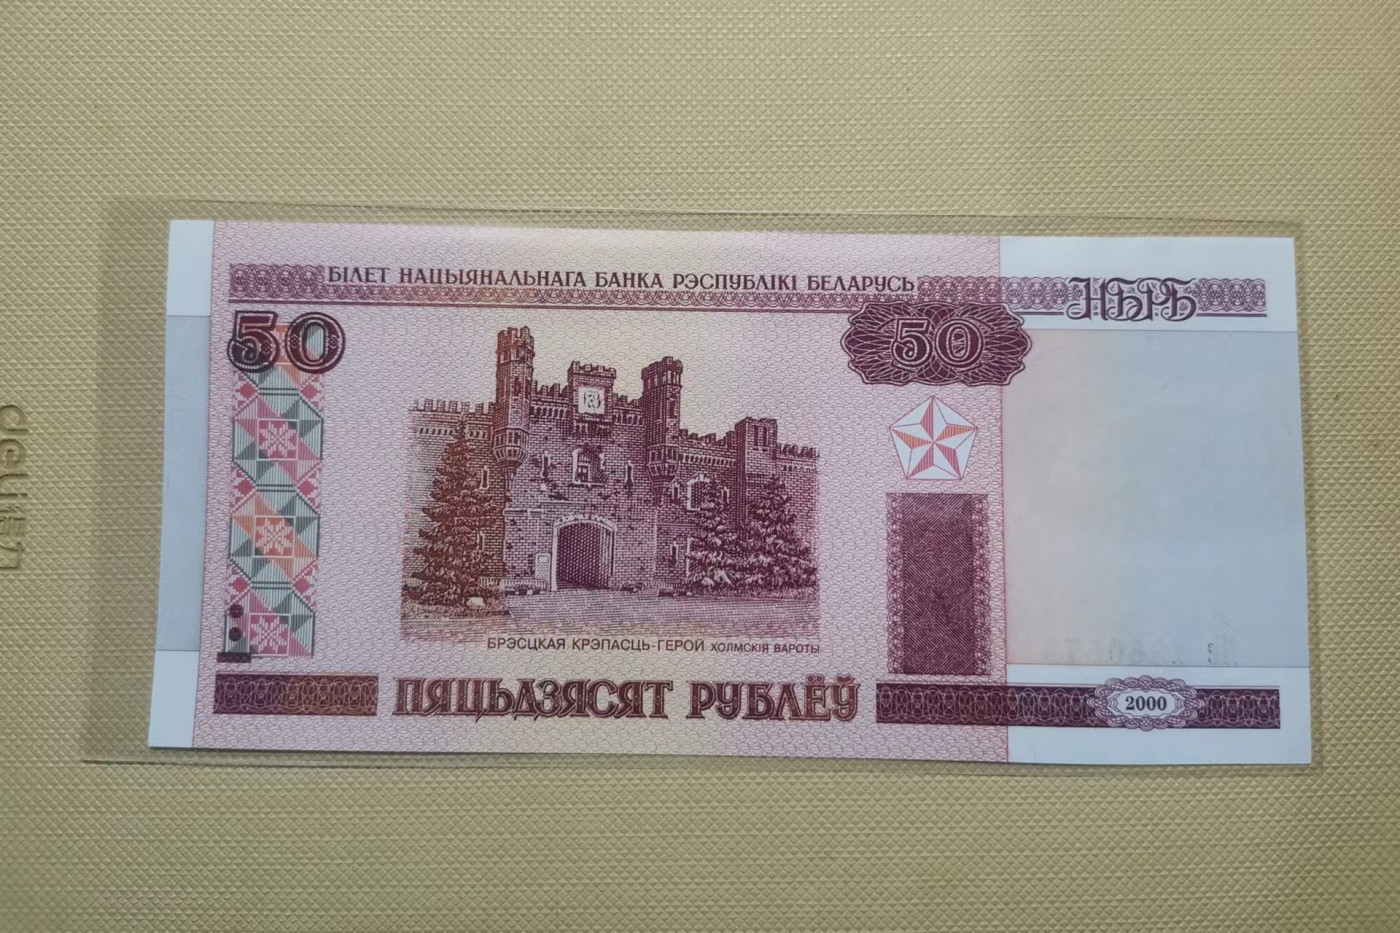 БІЛЕТ НАЦЫЯНАЛЬНАГА БАНКА РЭСПУБЛІКІ БЕЛАРУСЬ
НБРБ
50
50
БРЭСЦКАЯ КРЭПАСЦЬ-ГЕРОЙ ХОЛМСКІЯ ВАРОТЫ
ПЯЦЬДЗЯСЯТ РУБЛЁЎ
2000